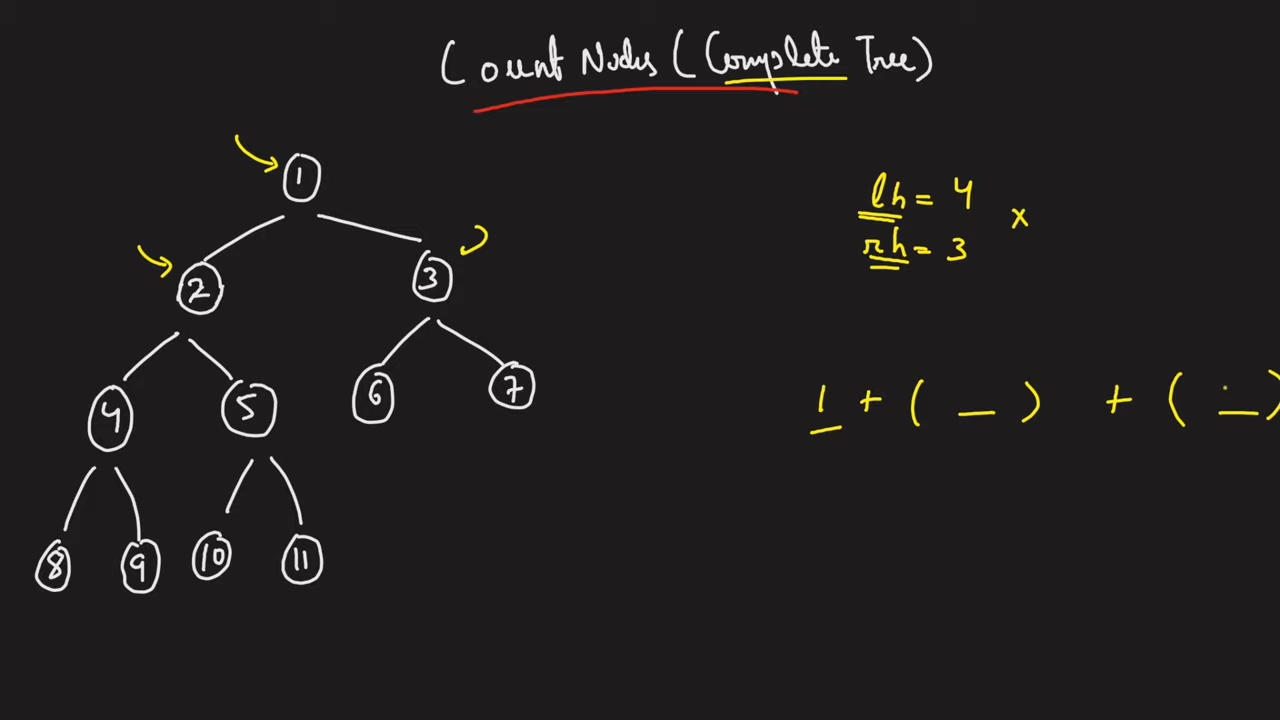 Count Nodes ( Complete Tree)
1
lh = 4
x
rh = 3
2
3
4
5
6
7
1 + ( _ ) + ( _ )
8
9
10
11